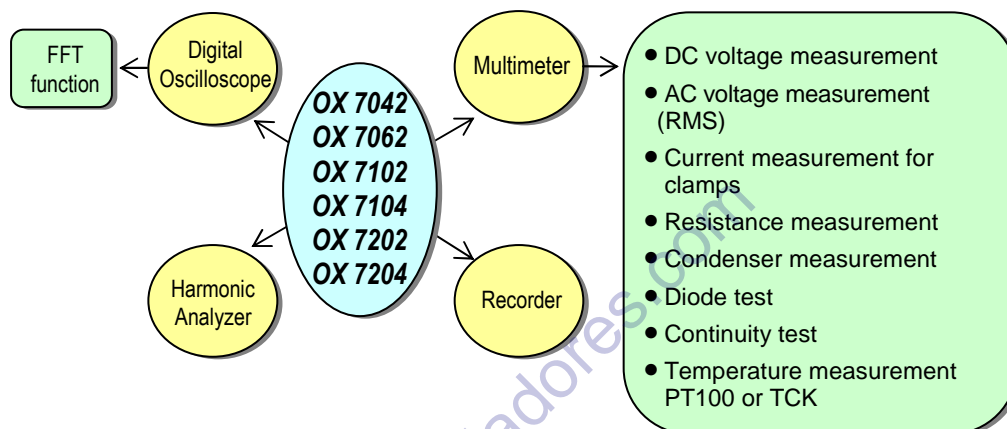 FFT
function
Digital
Oscilloscope
OX 7042
OX 7062
OX 7102
OX 7104
OX 7202
OX 7204
Harmonic
Analyzer
Multimeter
Recorder
● DC voltage measurement
● AC voltage measurement
(RMS)
● Current measurement for
clamps
● Resistance measurement
● Condenser measurement
● Diode test
● Continuity test
● Temperature measurement
PT100 or TCK